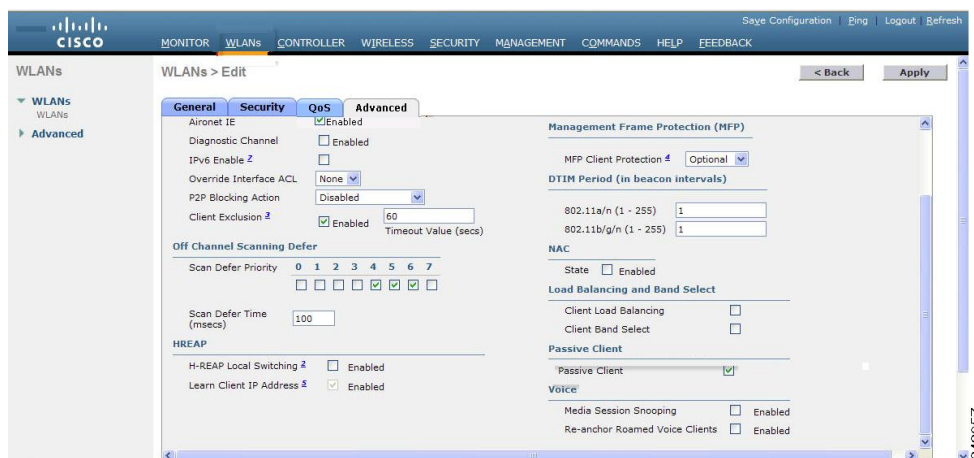 Save Configuration | Ping | Logout | Refresh
CISCO
MONITOR WLANs CONTROLLER WIRELESS SECURITY MANAGEMENT COMMANDS HELP FEEDBACK
WLANs
WLANs > Edit
< Back
Apply
WLANs
WLANs
Advanced
General Security QoS Advanced
Aironet IE Enabled
Diagnostic Channel Enabled
IPv6 Enable 7
Override Interface ACL None
P2P Blocking Action Disabled
Client Exclusion 3 Enabled 60
Timeout Value (secs)
Off Channel Scanning Defer
Scan Defer Priority 0 1 2 3 4 5 6 7
Scan Defer Time (msecs) 100
HREAP
H-REAP Local Switching 2 Enabled
Learn Client IP Address 5 Enabled
Management Frame Protection (MFP)
MFP Client Protection 4 Optional
DTIM Period (in beacon intervals)
802.11a/n (1 - 255) 1
802.11b/g/n (1 - 255) 1
NAC
State Enabled
Load Balancing and Band Select
Client Load Balancing
Client Band Select
Passive Client
Passive Client
Voice
Media Session Snooping Enabled
Re-anchor Roamed Voice Clients Enabled